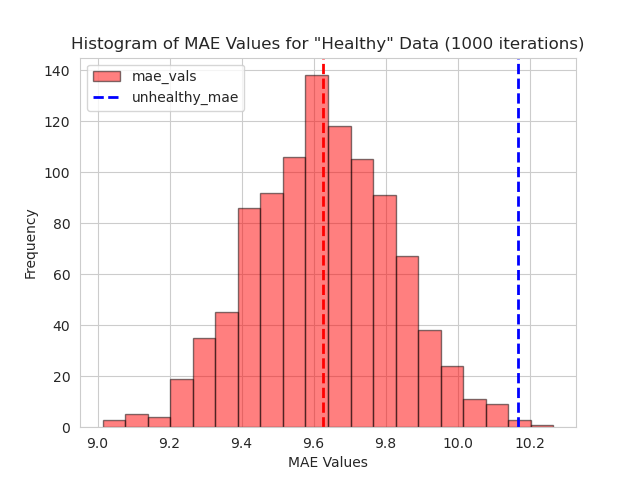 Histogram of MAE Values for "Healthy" Data (1000 iterations)
mae_vals
unhealthy_mae
140
120
100
80
60
40
20
0
Frequency
9.0 9.2 9.4 9.6 9.8 10.0 10.2
MAE Values